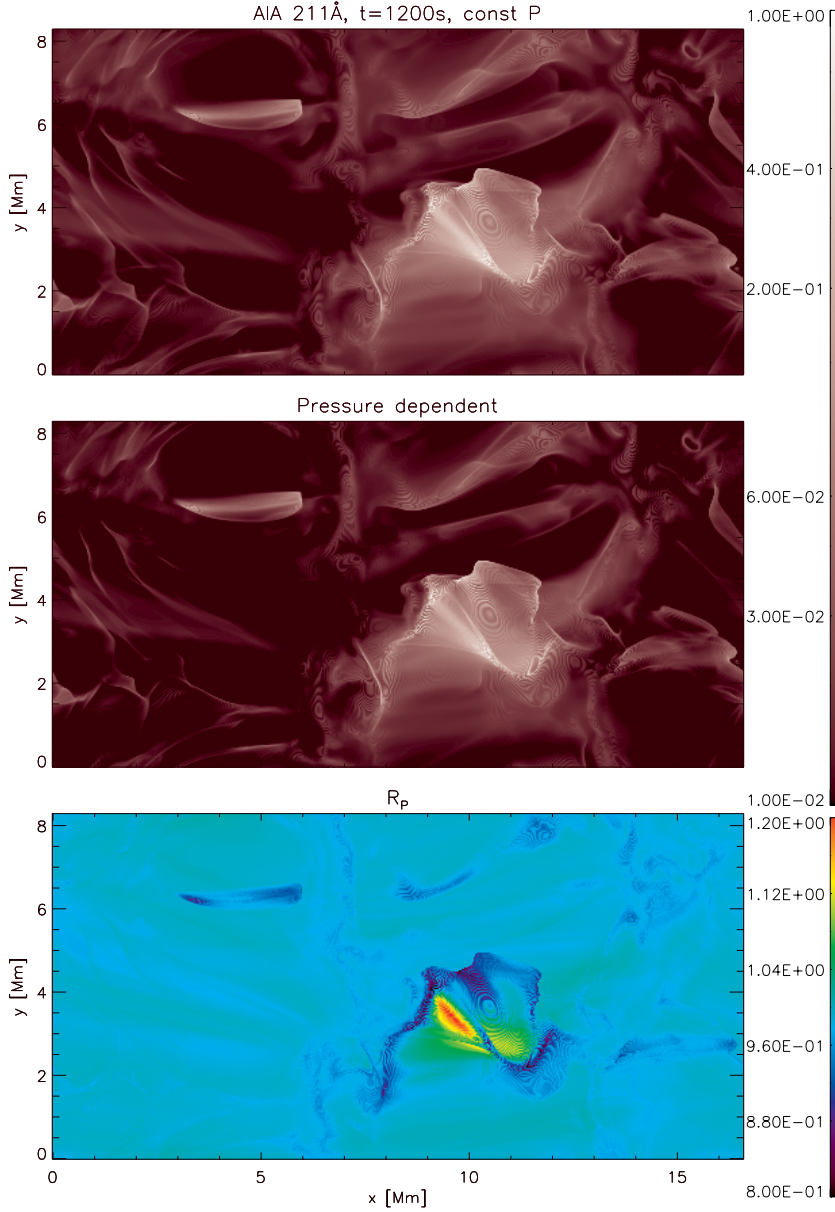 AIA 211Å, t=1200s, const P
1.00E+00
8
6
4
2
0
y [Mm]
4.00E-01
2.00E-01
Pressure dependent
8
6
4
2
0
y [Mm]
6.00E-02
3.00E-02
1.00E-02
R_P
8
6
4
2
0
y [Mm]
1.20E+00
1.12E+00
1.04E+00
9.60E-01
8.80E-01
8.00E-01
0 5 10 15
x [Mm]